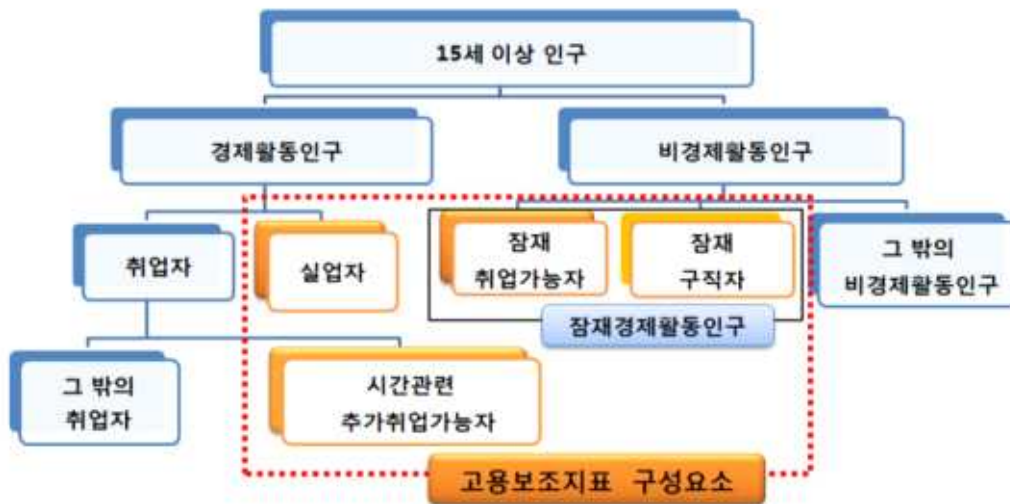 15세 이상 인구
경제활동인구
비경제활동인구
취업자
실업자
잠재
취업가능자
잠재
구직자
그 밖의
비경제활동인구
잠재경제활동인구
그 밖의
취업자
시간관련
추가취업가능자
고용보조지표 구성요소